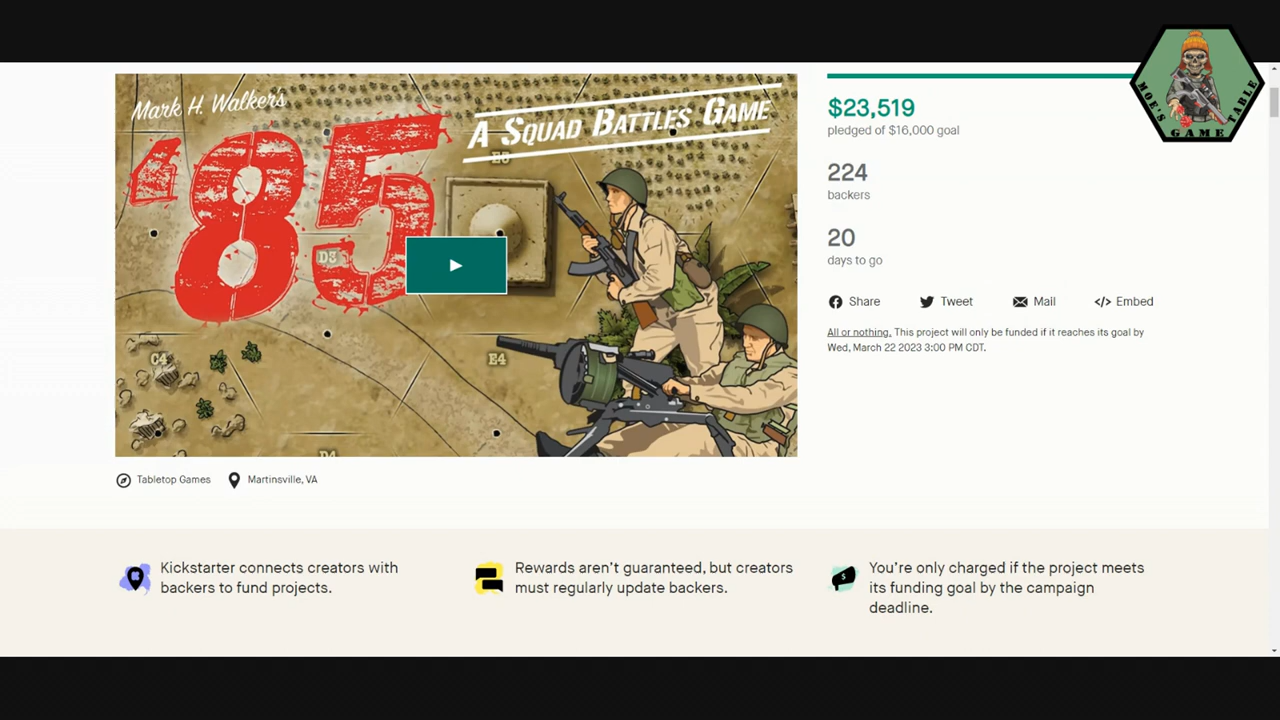 Mark H. Walkers
'85
A SQUAD BATTLES GAME
E3
D3
C4
E4
D4
$23,519
pledged of $16,000 goal
224
backers
20
days to go
Share
Tweet
Mail
Embed
All or nothing. This project will only be funded if it reaches its goal by
Wed, March 22 2023 3:00 PM CDT.
MOE'S GAME TABLE
Tabletop Games
Martinsville, VA
Kickstarter connects creators with
backers to fund projects.
Rewards aren't guaranteed, but creators
must regularly update backers.
You're only charged if the project meets
its funding goal by the campaign
deadline.